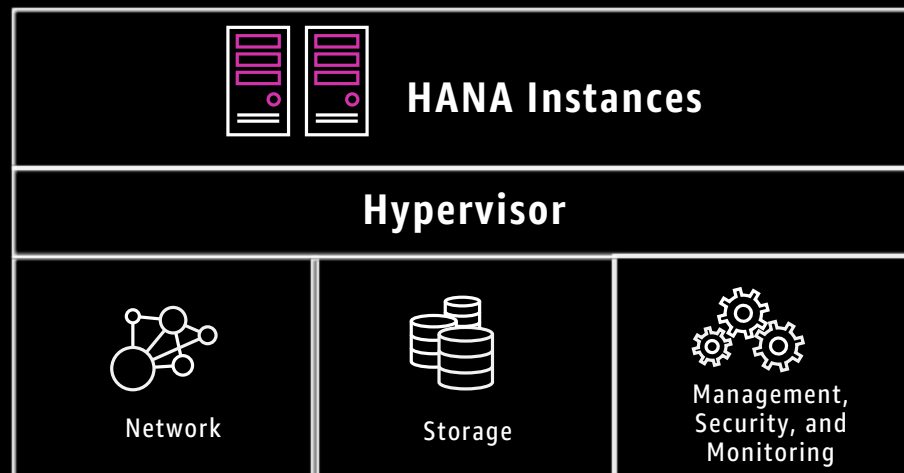 HANA Instances
Hypervisor
Network
Storage
Management,
Security, and
Monitoring